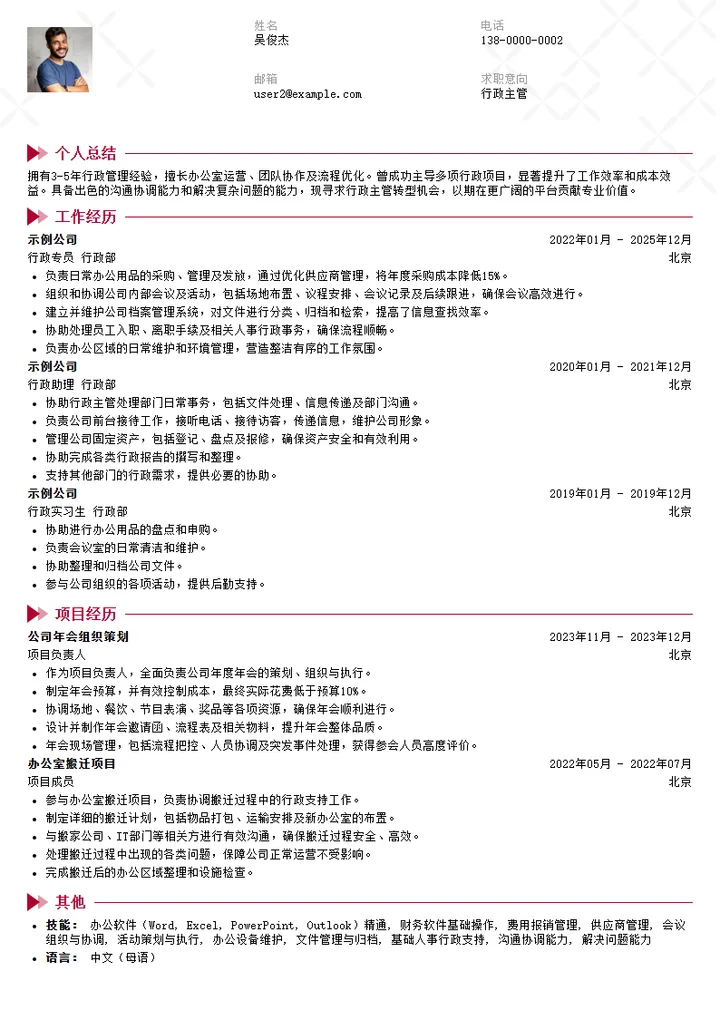 姓名
吴俊杰
电话
138-0000-0002
邮箱
user2@example.com
求职意向
行政主管
个人总结
拥有3-5年行政管理经验，擅长办公室运营、团队协作及流程优化。曾成功主导多项行政项目，显著提升了工作效率和成本效
益。具备出色的沟通协调能力和解决复杂问题的能力，现寻求行政主管转型机会，以期在更广阔的平台贡献专业价值。
工作经历
示例公司 2022年01月 - 2025年12月
行政专员 行政部 北京
• 负责日常办公用品的采购、管理及发放，通过优化供应商管理，将年度采购成本降低15%。
• 组织和协调公司内部会议及活动，包括场地布置、议程安排、会议记录及后续跟进，确保会议高效进行。
• 建立并维护公司档案管理系统，对文件进行分类、归档和检索，提高了信息查找效率。
• 协助处理员工入职、离职手续及相关人事行政事务，确保流程顺畅。
• 负责办公区域的日常维护和环境管理，营造整洁有序的工作氛围。
示例公司 2020年01月 - 2021年12月
行政助理 行政部 北京
• 协助行政主管处理部门日常事务，包括文件处理、信息传递及部门沟通。
• 负责公司前台接待工作，接听电话、接待访客，传递信息，维护公司形象。
• 管理公司固定资产，包括登记、盘点及报修，确保资产安全和有效利用。
• 协助完成各类行政报告的撰写和整理。
• 支持其他部门的行政需求，提供必要的协助。
示例公司 2019年01月 - 2019年12月
行政实习生 行政部 北京
• 协助进行办公用品的盘点和申购。
• 负责会议室的日常清洁和维护。
• 协助整理和归档公司文件。
• 参与公司组织的各项活动，提供后勤支持。
项目经历
公司年会组织策划 2023年11月 - 2023年12月
项目负责人 北京
• 作为项目负责人，全面负责公司年度年会的策划、组织与执行。
• 制定年会预算，并有效控制成本，最终实际花费低于预算10%。
• 协调场地、餐饮、节目表演、奖品等各项资源，确保年会顺利进行。
• 设计并制作年会邀请函、流程表及相关物料，提升年会整体品质。
• 年会现场管理，包括流程把控、人员协调及突发事件处理，获得参会人员高度评价。
办公室搬迁项目 2022年05月 - 2022年07月
项目成员 北京
• 参与办公室搬迁项目，负责协调搬迁过程中的行政支持工作。
• 制定详细的搬迁计划，包括物品打包、运输安排及新办公室的布置。
• 与搬家公司、IT部门等相关方进行有效沟通，确保搬迁过程安全、高效。
• 处理搬迁过程中出现的各类问题，保障公司正常运营不受影响。
• 完成搬迁后的办公区域整理和设施检查。
其他
• 技能： 办公软件（Word, Excel, PowerPoint, Outlook）精通, 财务软件基础操作, 费用报销管理, 供应商管理, 会议
组织与协调, 活动策划与执行, 办公设备维护, 文件管理与归档, 基础人事行政支持, 沟通协调能力, 解决问题能力
• 语言： 中文（母语）